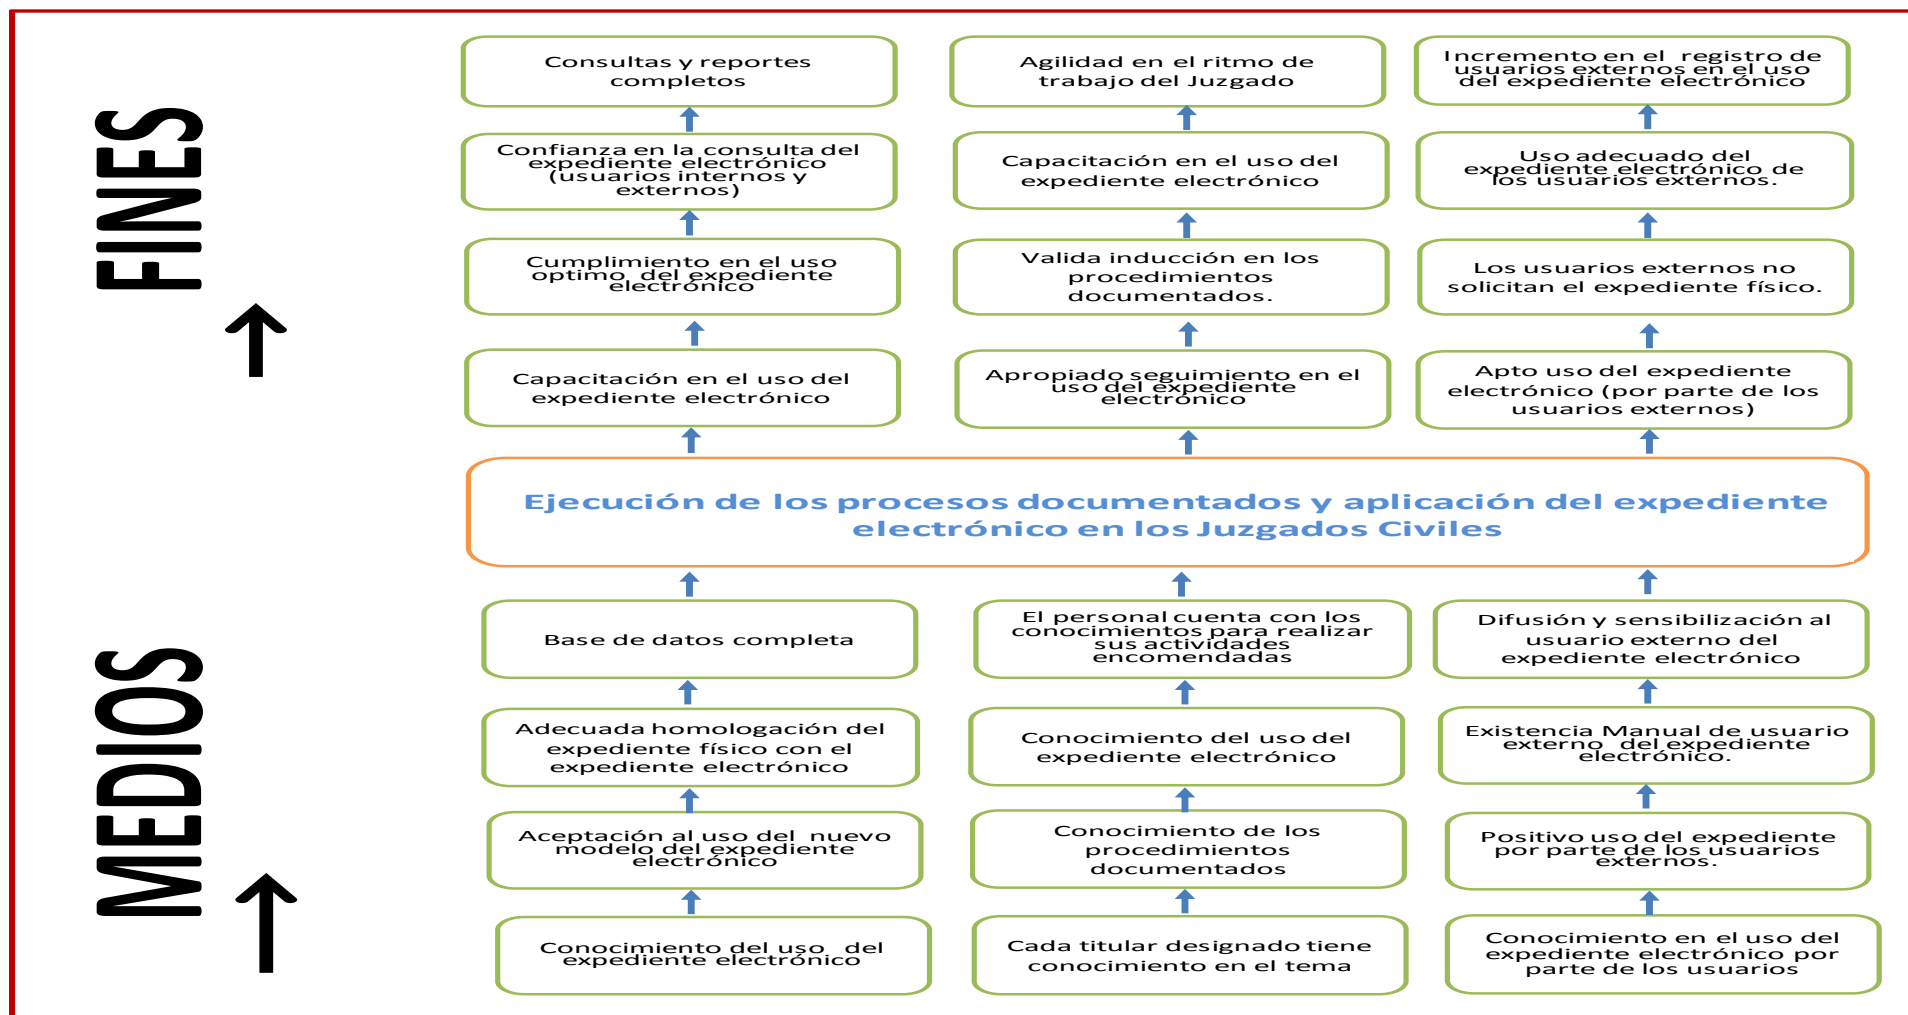 FINES
Consultas y reportes
completos
Agilidad en el ritmo de
trabajo del Juzgado
Incremento en el registro de
usuarios externos en el uso
del expediente electrónico
Confianza en la consulta del
expediente electrónico
(usuarios internos y
externos)
Capacitación en el uso del
expediente electrónico
Uso adecuado del
expediente electrónico de
los usuarios externos.
Cumplimiento en el uso
optimo del expediente
electrónico
Valida inducción en los
procedimientos
documentados.
Los usuarios externos no
solicitan el expediente físico.
Capacitación en el uso del
expediente electrónico
Apropiado seguimiento en el
uso del expediente
electrónico
Apto uso del expediente
electrónico (por parte de los
usuarios externos)
Ejecución de los procesos documentados y aplicación del expediente
electrónico en los Juzgados Civiles
MEDIOS
Base de datos completa
El personal cuenta con los
conocimientos para realizar
sus actividades
encomendadas
Difusión y sensibilización al
usuario externo del
expediente electrónico
Adecuada homologación del
expediente físico con el
expediente electrónico
Conocimiento del uso del
expediente electrónico
Existencia Manual de usuario
externo del expediente
electrónico.
Aceptación al uso del nuevo
modelo del expediente
electrónico
Conocimiento de los
procedimientos
documentados
Positivo uso del expediente
por parte de los usuarios
externos.
Conocimiento del uso del
expediente electrónico
Cada titular designado tiene
conocimiento en el tema
Conocimiento en el uso del
expediente electrónico por
parte de los usuarios